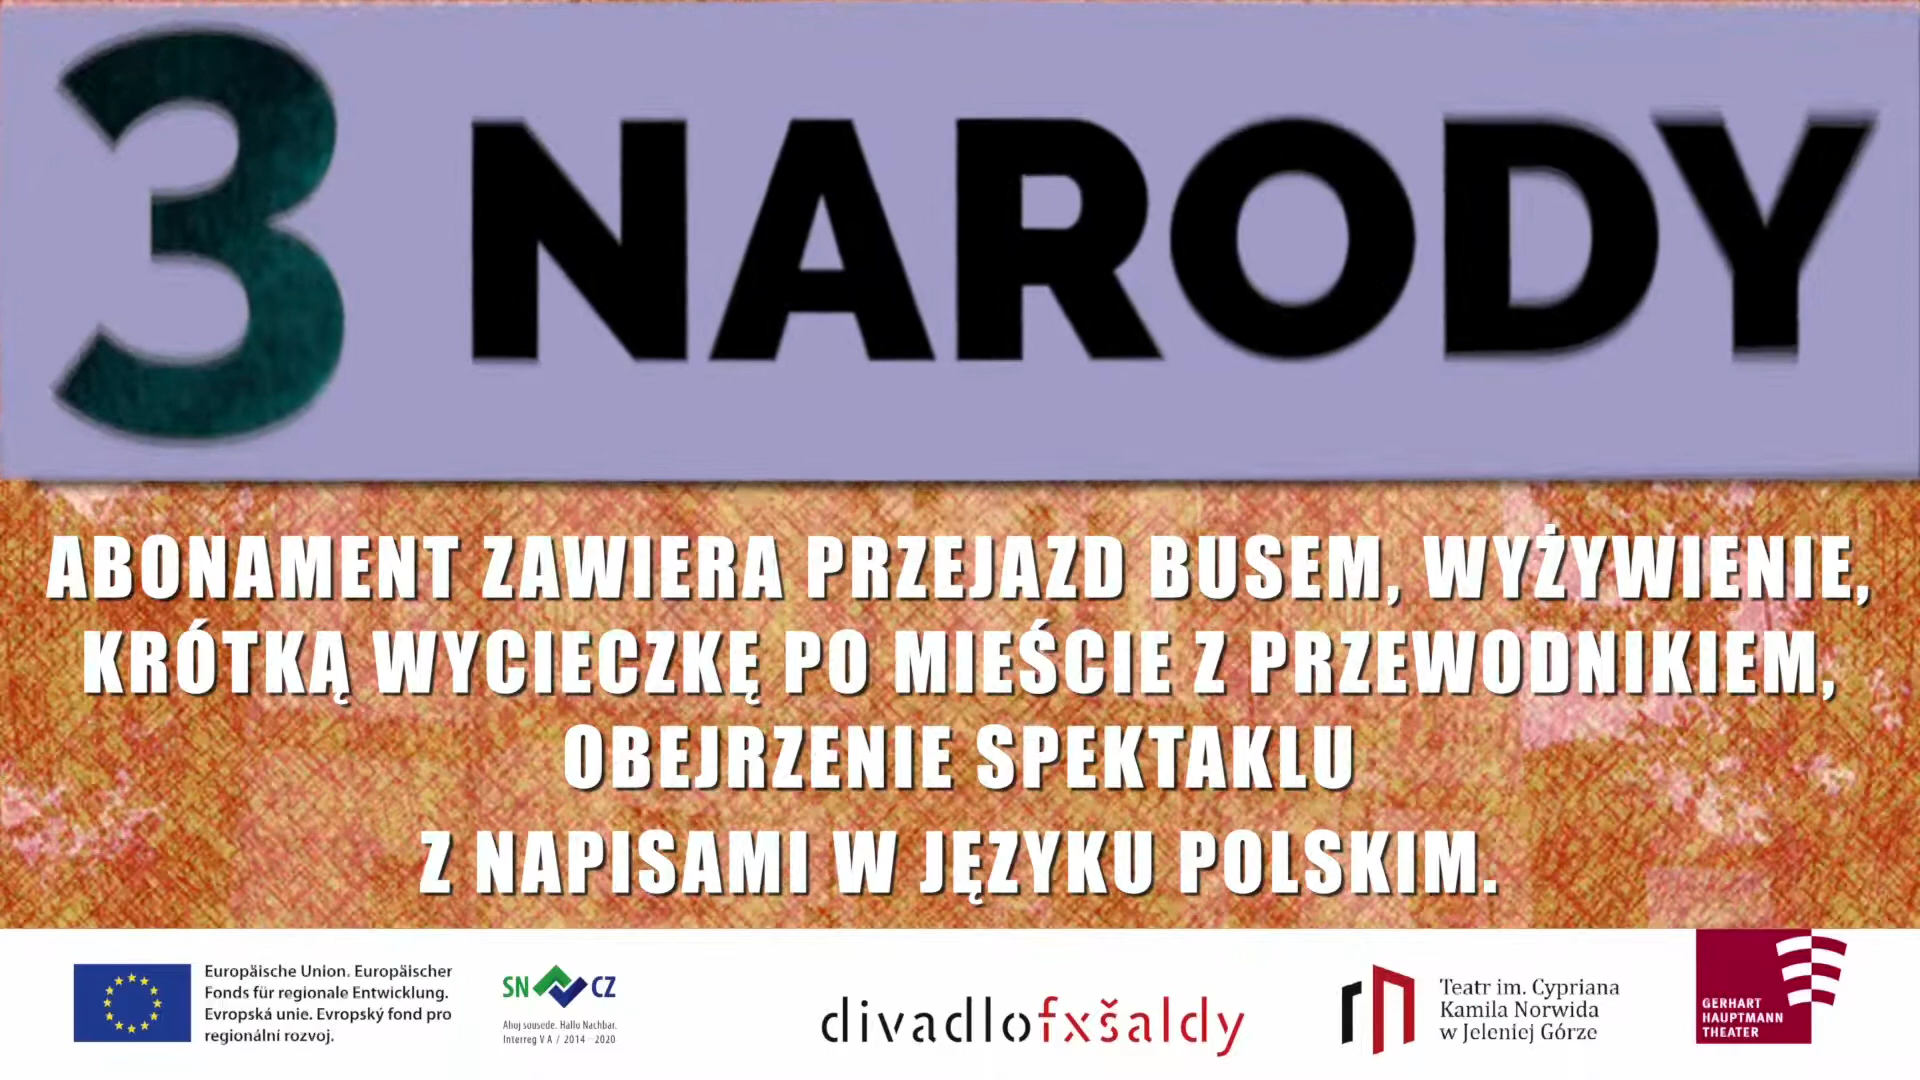 3 NARODY
ABONAMENT ZAWIERA PRZEJAZD BUSEM, WYŻYWIENIE,
KRÓTKĄ WYCIECZKĘ PO MIEŚCIE Z PRZEWODNIKIEM,
OBEJRZENIE SPEKTAKLU
Z NAPISAMI W JĘZYKU POLSKIM.
Europäische Union. Europäischer
Fonds für regionale Entwicklung.
Evropská unie. Evropský fond pro
regionální rozvoj.
SN CZ
Ahoj sousede. Hallo Nachbar.
Interreg V A / 2014 – 2020
divadlofxšaldy
Teatr im. Cypriana
Kamila Norwida
w Jeleniej Górze
GERHART
HAUPTMANN
THEATER